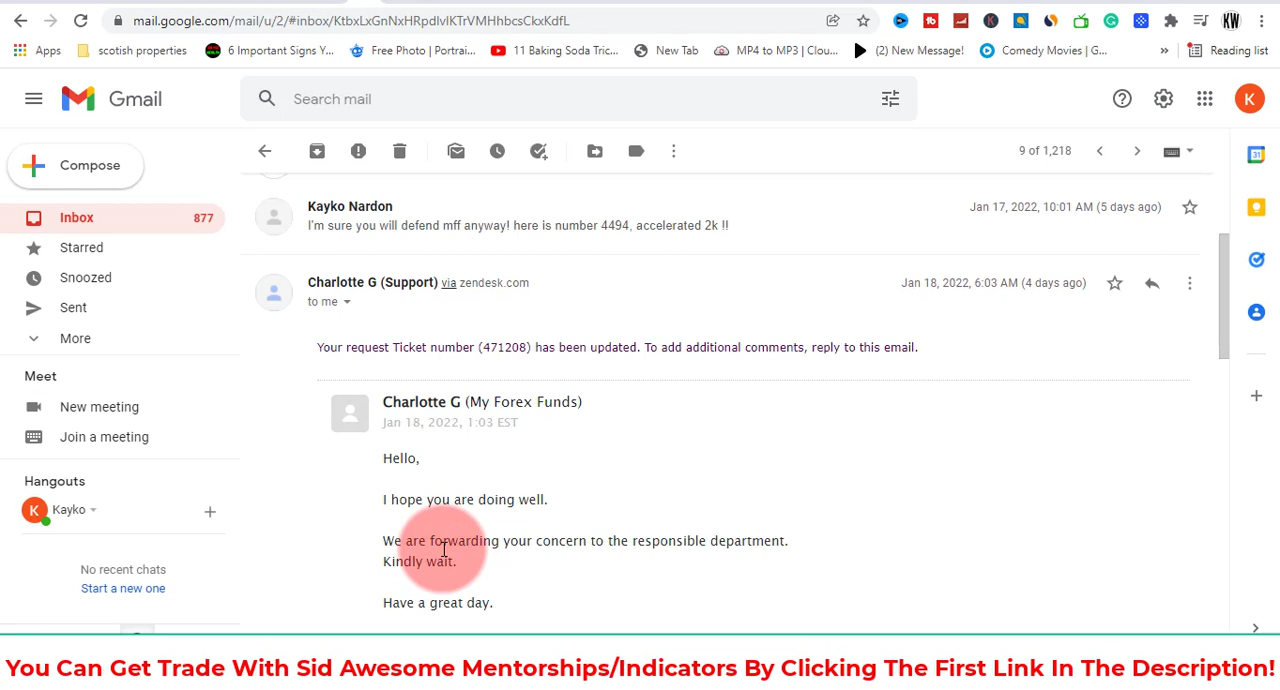 mail.google.com/mail/u/2/#inbox/KtbxLxGnNxHRpdlvlKTrVMHhbcsCkxKdfL
KW
Apps
scotish properties
6 Important Signs Y...
Free Photo | Portrai...
11 Baking Soda Tric...
New Tab
MP4 to MP3 | Clou...
(2) New Message!
Comedy Movies | G...
»
Reading list
Gmail
Search mail
K
Compose
9 of 1,218
Inbox 877
Starred
Snoozed
Sent
More
Meet
New meeting
Join a meeting
Hangouts
K Kayko
No recent chats
Start a new one
Kayko Nardon
Jan 17, 2022, 10:01 AM (5 days ago)
I'm sure you will defend mff anyway! here is number 4494, accelerated 2k !!
Charlotte G (Support) via zendesk.com
Jan 18, 2022, 6:03 AM (4 days ago)
to me
Your request Ticket number (471208) has been updated. To add additional comments, reply to this email.
Charlotte G (My Forex Funds)
Jan 18, 2022, 1:03 EST
Hello,
I hope you are doing well.
We are forwarding your concern to the responsible department.
Kindly wait.
Have a great day.
31
You Can Get Trade With Sid Awesome Mentorships/Indicators By Clicking The First Link In The Description!